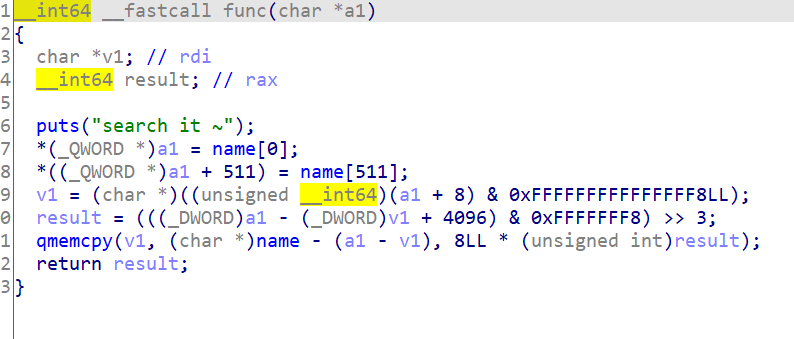 1 __int64 __fastcall func(char *a1)
2 {
3 char *v1; // rdi
4 __int64 result; // rax
5
6 puts("search it ~");
7 *(_QWORD *)a1 = name[0];
8 *((_QWORD *)a1 + 511) = name[511];
9 v1 = (char *)((unsigned __int64)(a1 + 8) & 0xFFFFFFFFFFFFFFF8LL);
0 result = (((_DWORD)a1 - (_DWORD)v1 + 4096) & 0xFFFFFFF8) >> 3;
1 qmemcpy(v1, (char *)name - (a1 - v1), 8LL * (unsigned int)result);
2 return result;
3 }